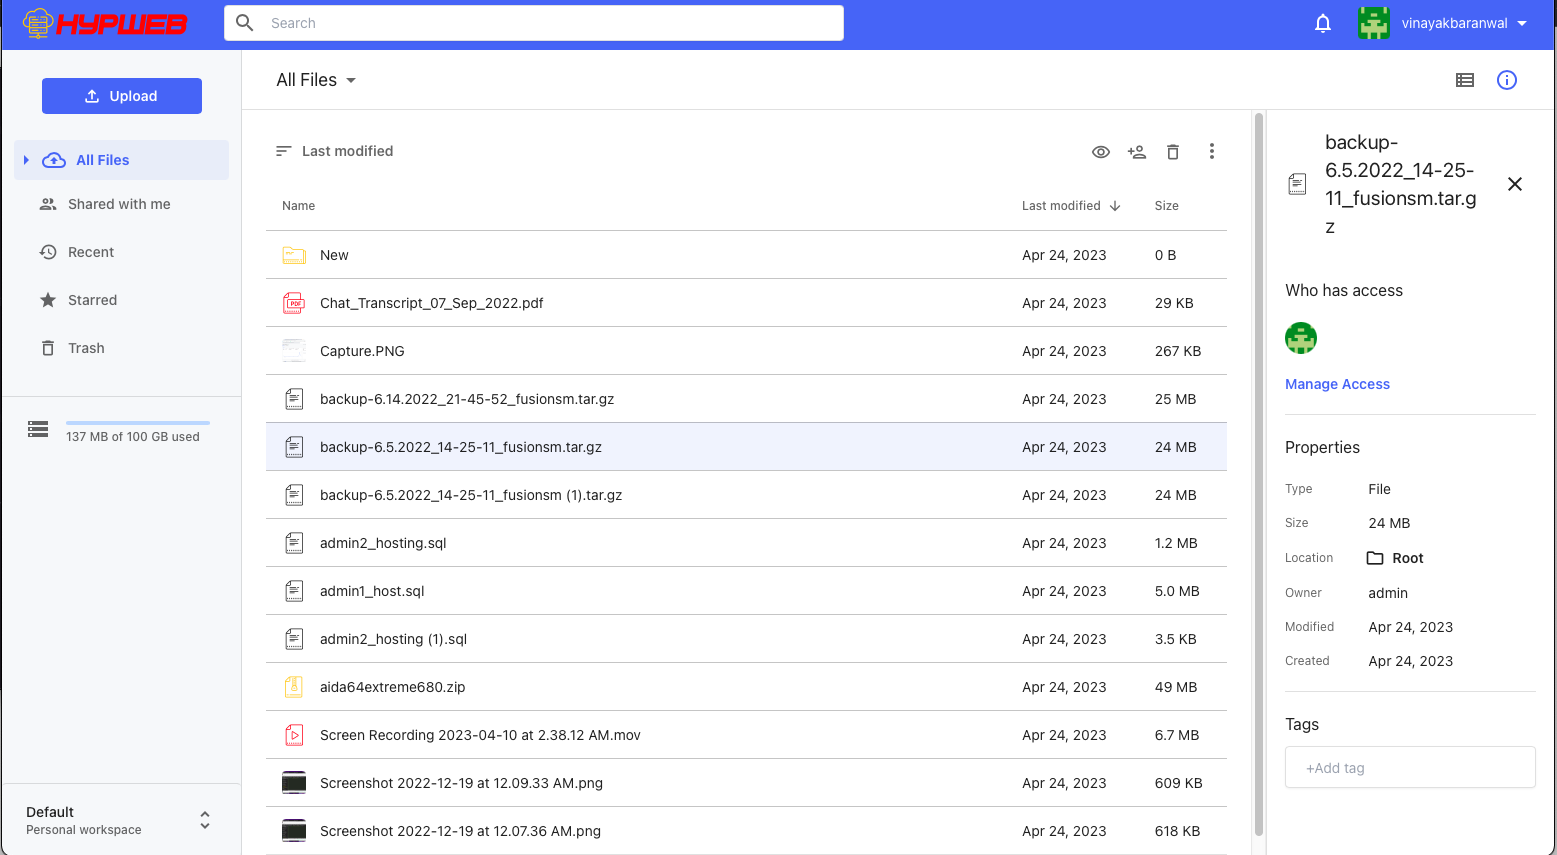 HYPWEB
Search
vinayakbaranwal
Upload
All Files
Shared with me
Recent
Starred
Trash
137 MB of 100 GB used
Default
Personal workspace
All Files
Last modified
Name Last modified Size
New Apr 24, 2023 0 B
PDF Chat_Transcript_07_Sep_2022.pdf Apr 24, 2023 29 KB
Capture.PNG Apr 24, 2023 267 KB
backup-6.14.2022_21-45-52_fusionsm.tar.gz Apr 24, 2023 25 MB
backup-6.5.2022_14-25-11_fusionsm.tar.gz Apr 24, 2023 24 MB
backup-6.5.2022_14-25-11_fusionsm (1).tar.gz Apr 24, 2023 24 MB
admin2_hosting.sql Apr 24, 2023 1.2 MB
admin1_host.sql Apr 24, 2023 5.0 MB
admin2_hosting (1).sql Apr 24, 2023 3.5 KB
aida64extreme680.zip Apr 24, 2023 49 MB
Screen Recording 2023-04-10 at 2.38.12 AM.mov Apr 24, 2023 6.7 MB
Screenshot 2022-12-19 at 12.09.33 AM.png Apr 24, 2023 609 KB
Screenshot 2022-12-19 at 12.07.36 AM.png Apr 24, 2023 618 KB
backup-
6.5.2022_14-25-
11_fusionsm.tar.g
z
Who has access
Manage Access
Properties
Type File
Size 24 MB
Location Root
Owner admin
Modified Apr 24, 2023
Created Apr 24, 2023
Tags
+Add tag